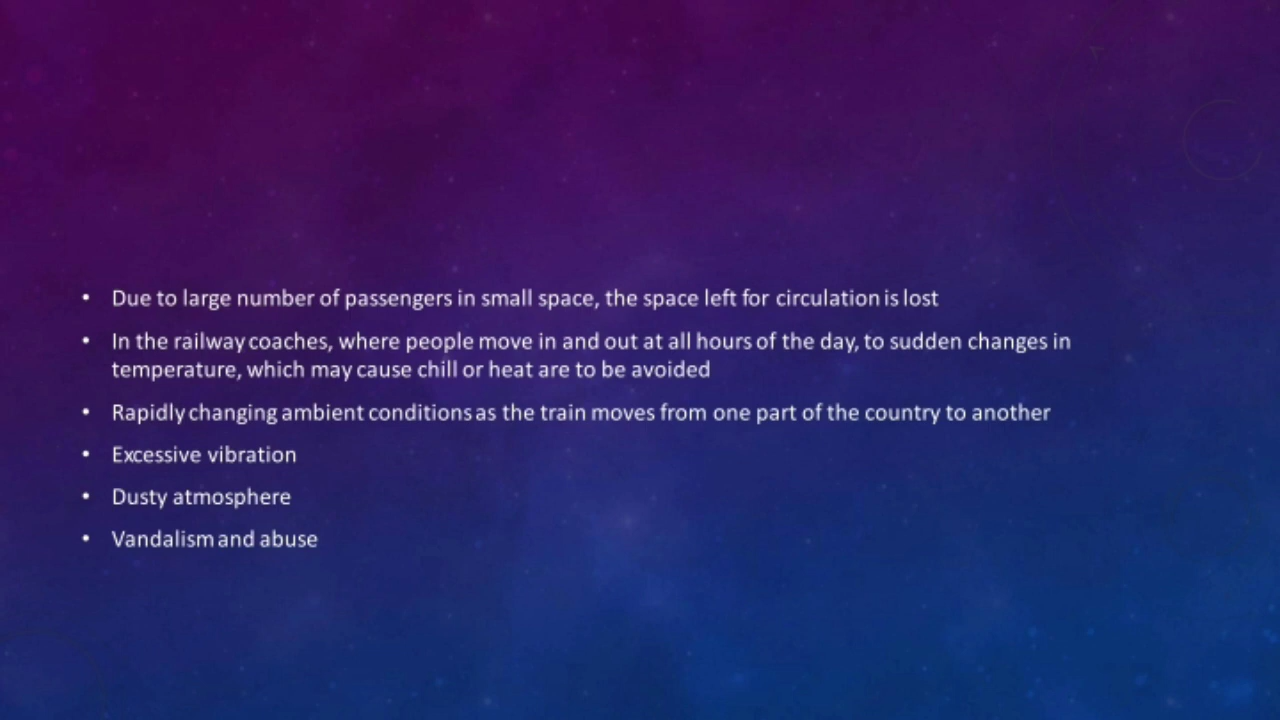 • Due to large number of passengers in small space, the space left for circulation is lost
• In the railway coaches, where people move in and out at all hours of the day, to sudden changes in
temperature, which may cause chill or heat are to be avoided
• Rapidly changing ambient conditions as the train moves from one part of the country to another
• Excessive vibration
• Dusty atmosphere
• Vandalism and abuse